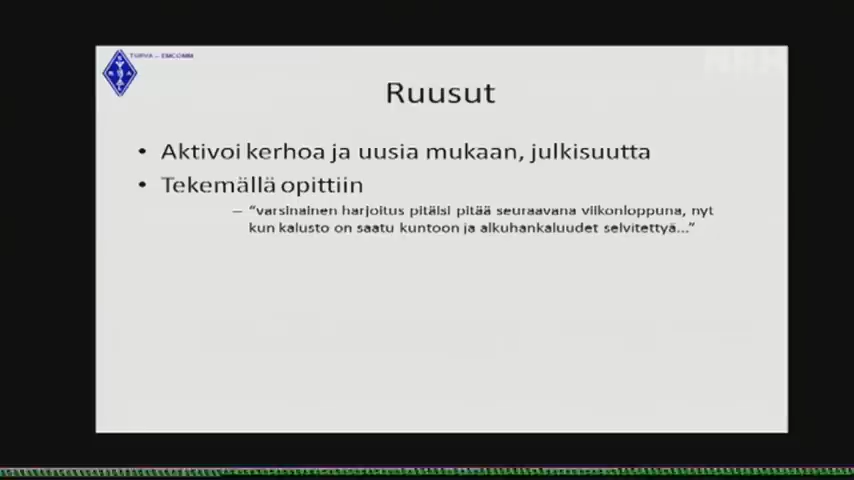 TURVA – EMCOMM
Ruusut
• Aktivoi kerhoa ja uusia mukaan, julkisuutta
• Tekemällä opittiin
– “varsinainen harjoitus pitäisi pitää seuraavana viikonloppuna, nyt
kun kalusto on saatu kuntoon ja alkuhankaluudet selvitettyä...”